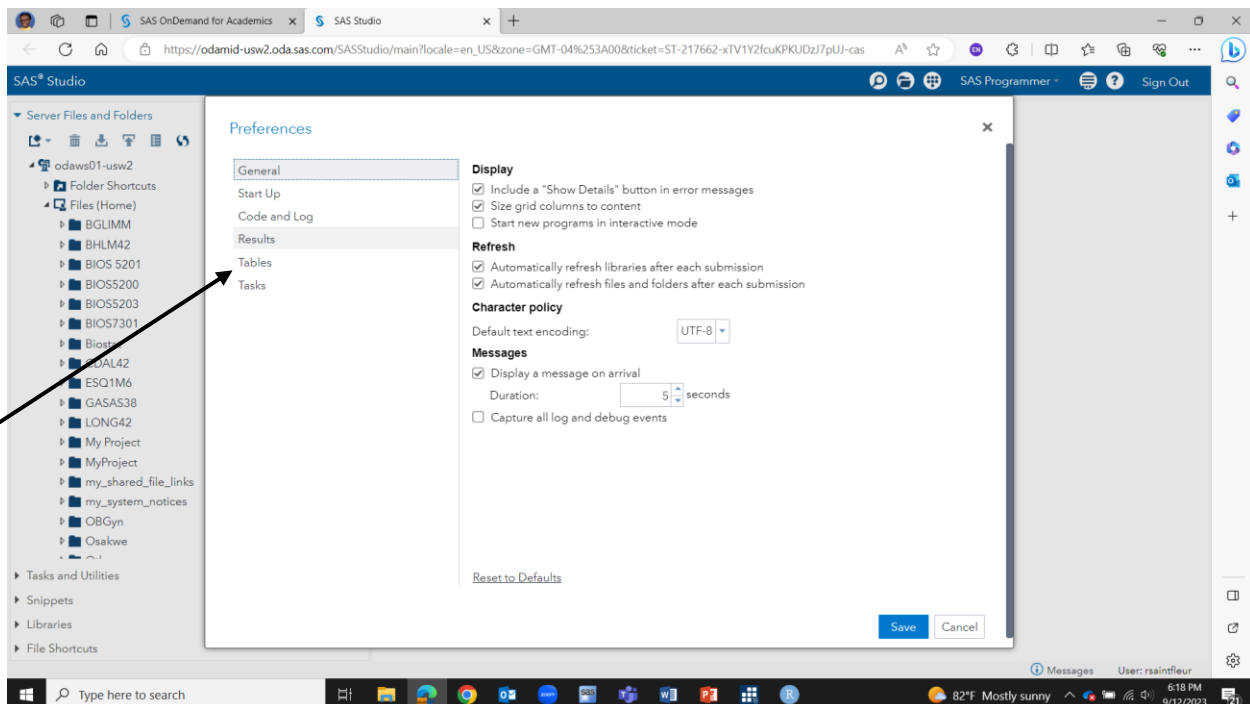 SAS OnDemand for Academics
SAS Studio
https://odamid-usw2.oda.sas.com/SASStudio/main?locale=en_US&zone=GMT-04%253A00&ticket=ST-217662-xTV1Y2fcuKPKUDzJ7pUJ-cas
SAS® Studio
SAS Programmer
Sign Out
Server Files and Folders
odaws01-usw2
Folder Shortcuts
Files (Home)
BGLIMM
BHLM42
BIOS 5201
BIOS5200
BIOS5203
BIOS7301
ESQ1M6
GASAS38
LONG42
My Project
MyProject
my_shared_file_links
my_system_notices
OBGyn
Osakwe
Tasks and Utilities
Snippets
Libraries
File Shortcuts
Preferences
General
Start Up
Code and Log
Results
Tables
Tasks
Display
Include a "Show Details" button in error messages
Size grid columns to content
Start new programs in interactive mode
Refresh
Automatically refresh libraries after each submission
Automatically refresh files and folders after each submission
Character policy
Default text encoding: UTF-8
Messages
Display a message on arrival
Duration: 5 seconds
Capture all log and debug events
Reset to Defaults
Save Cancel
Messages User: rsaintfleur
Type here to search
82°F Mostly sunny
6:18 PM
9/12/2023